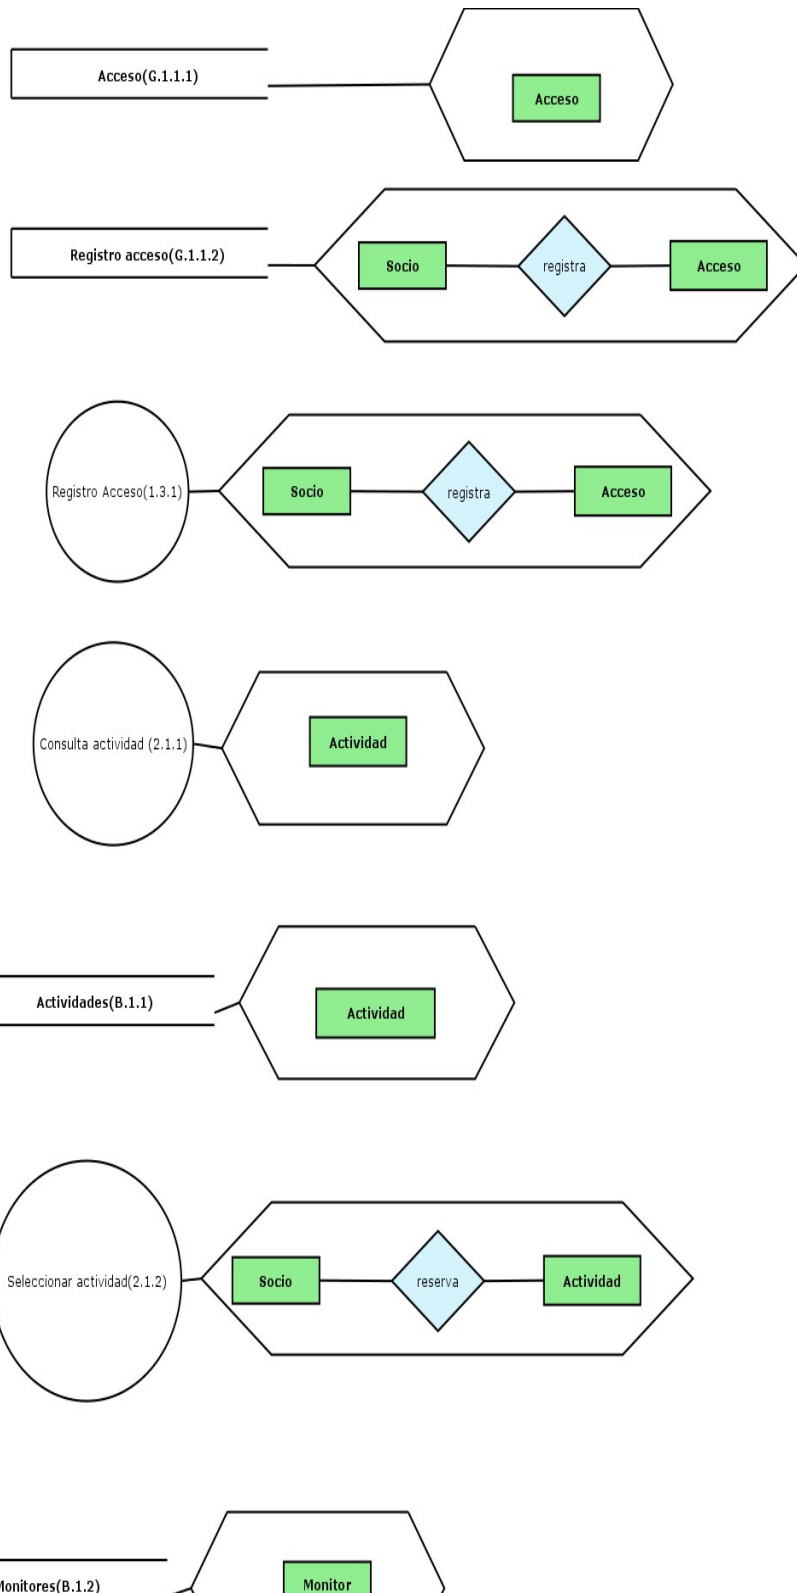 Acceso(G.1.1.1)
Acceso
Registro acceso(G.1.1.2)
Socio
registra
Acceso
Registro Acceso(1.3.1)
Socio
registra
Acceso
Consulta actividad (2.1.1)
Actividad
Actividades(B.1.1)
Actividad
Seleccionar actividad(2.1.2)
Socio
reserva
Actividad
Monitores(B.1.2)
Monitor